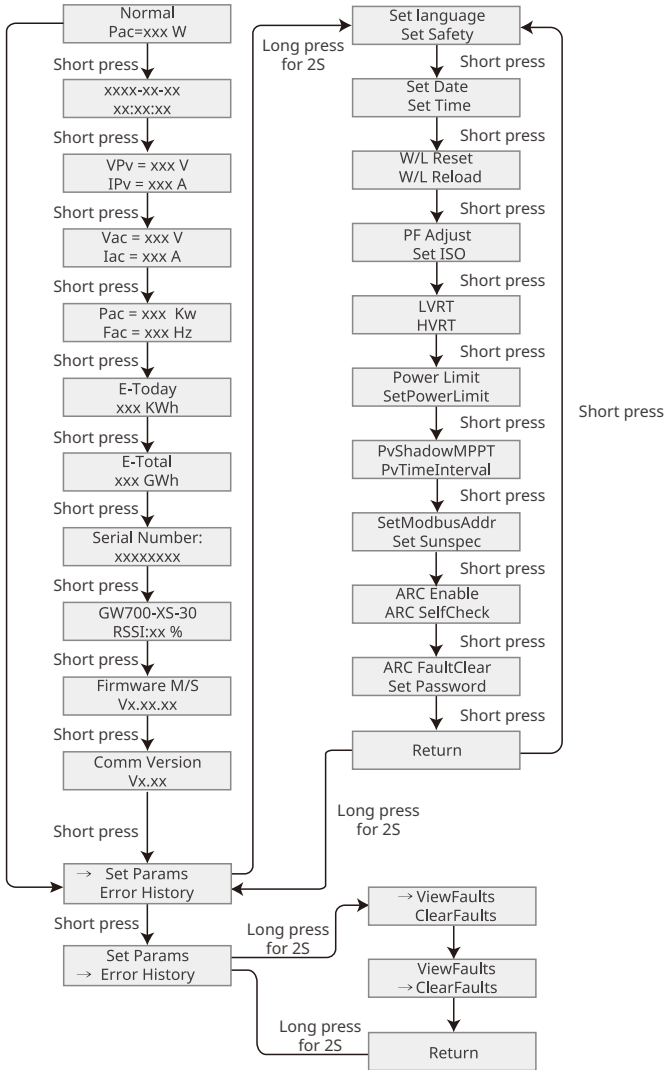 Normal
Pac=xxx W
Short press
xxxx-xx-xx
xx:xx:xx
Short press
VPv = xxx V
IPv = xxx A
Short press
Vac = xxx V
Iac = xxx A
Short press
Pac = xxx  Kw
Fac = xxx Hz
Short press
E-Today
xxx KWh
Short press
E-Total
xxx GWh
Short press
Serial Number:
xxxxxxxx
Short press
GW700-XS-30
RSSI:xx %
Short press
Firmware M/S
Vx.xx.xx
Short press
Comm Version
Vx.xx
Short press
→ Set Params
Error History
Short press
Set Params
→ Error History
Long press
for 2S
Set language
Set Safety
Short press
Set Date
Set Time
Short press
W/L Reset
W/L Reload
Short press
PF Adjust
Set ISO
Short press
LVRT
HVRT
Short press
Power Limit
SetPowerLimit
Short press
PvShadowMPPT
PvTimeInterval
Short press
SetModbusAddr
Set Sunspec
Short press
ARC Enable
ARC SelfCheck
Short press
ARC FaultClear
Set Password
Short press
Return
Short press
Long press
for 2S
Long press
for 2S
→ ViewFaults
ClearFaults
ViewFaults
→ ClearFaults
Long press
for 2S
Return